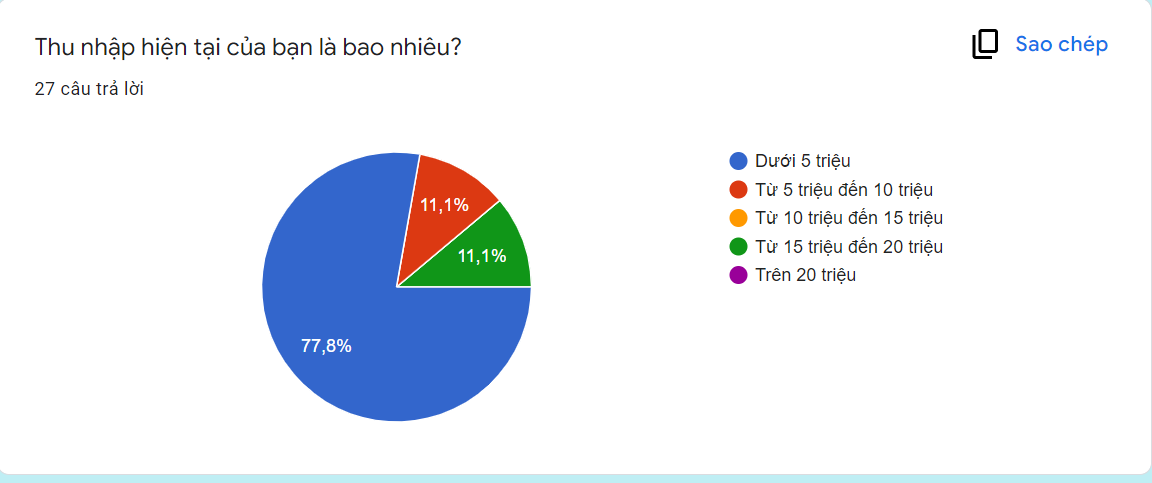 Thu nhập hiện tại của bạn là bao nhiêu?
Sao chép
27 câu trả lời
11,1%
11,1%
77,8%
Dưới 5 triệu
Từ 5 triệu đến 10 triệu
Từ 10 triệu đến 15 triệu
Từ 15 triệu đến 20 triệu
Trên 20 triệu